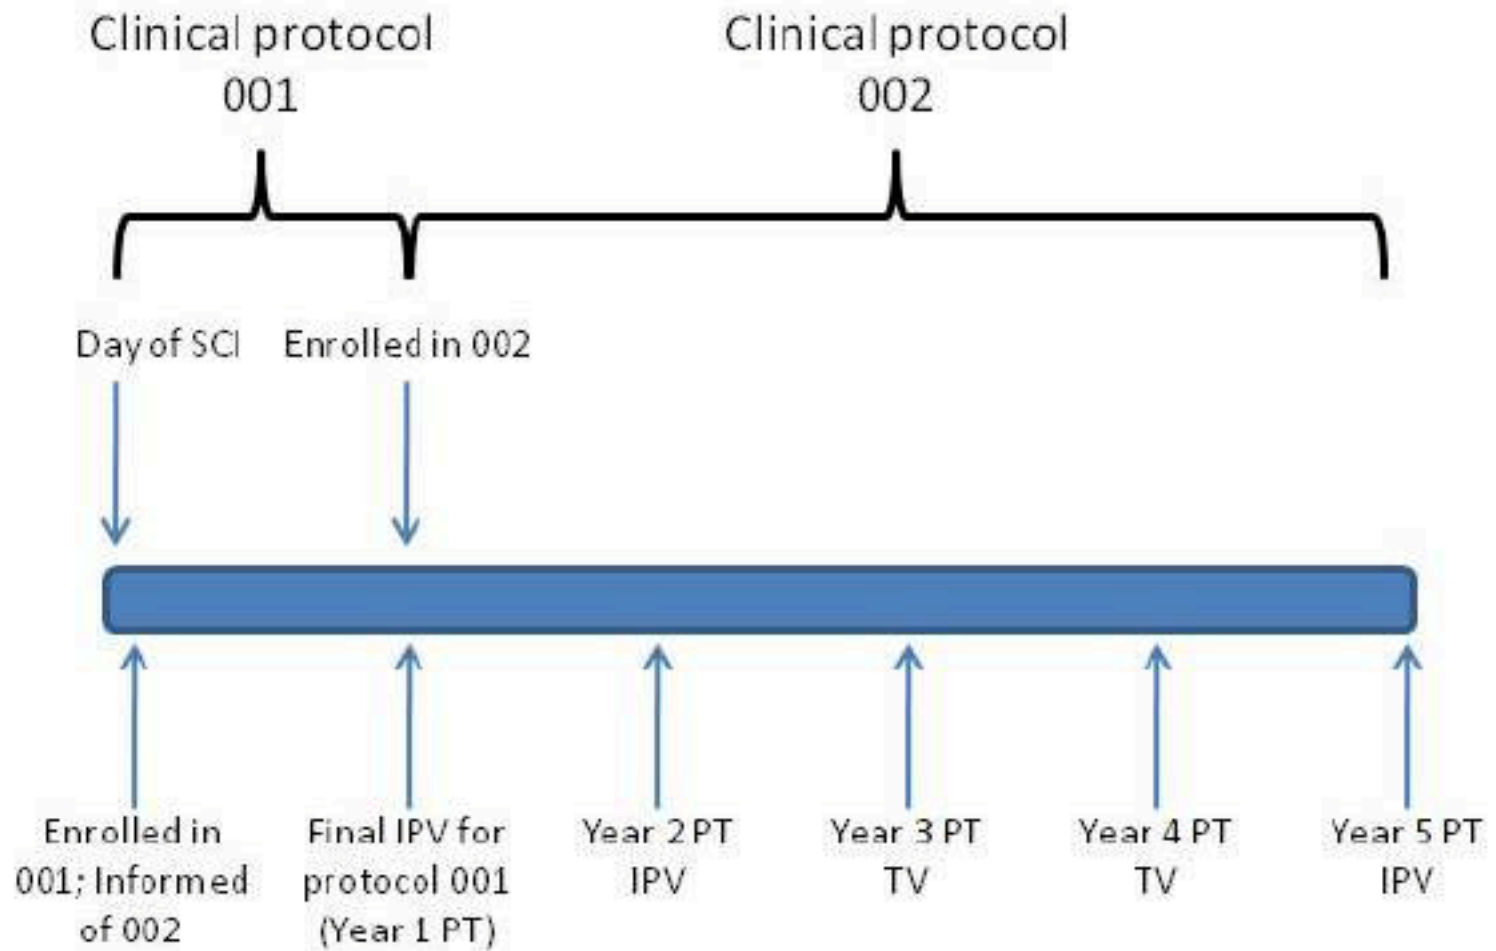 Clinical protocol
001
Clinical protocol
002
Day of SCI
Enrolled in 002
Enrolled in
001; Informed
of 002
Final IPV for
protocol 001
(Year 1 PT)
Year 2 PT
IPV
Year 3 PT
TV
Year 4 PT
TV
Year 5 PT
IPV